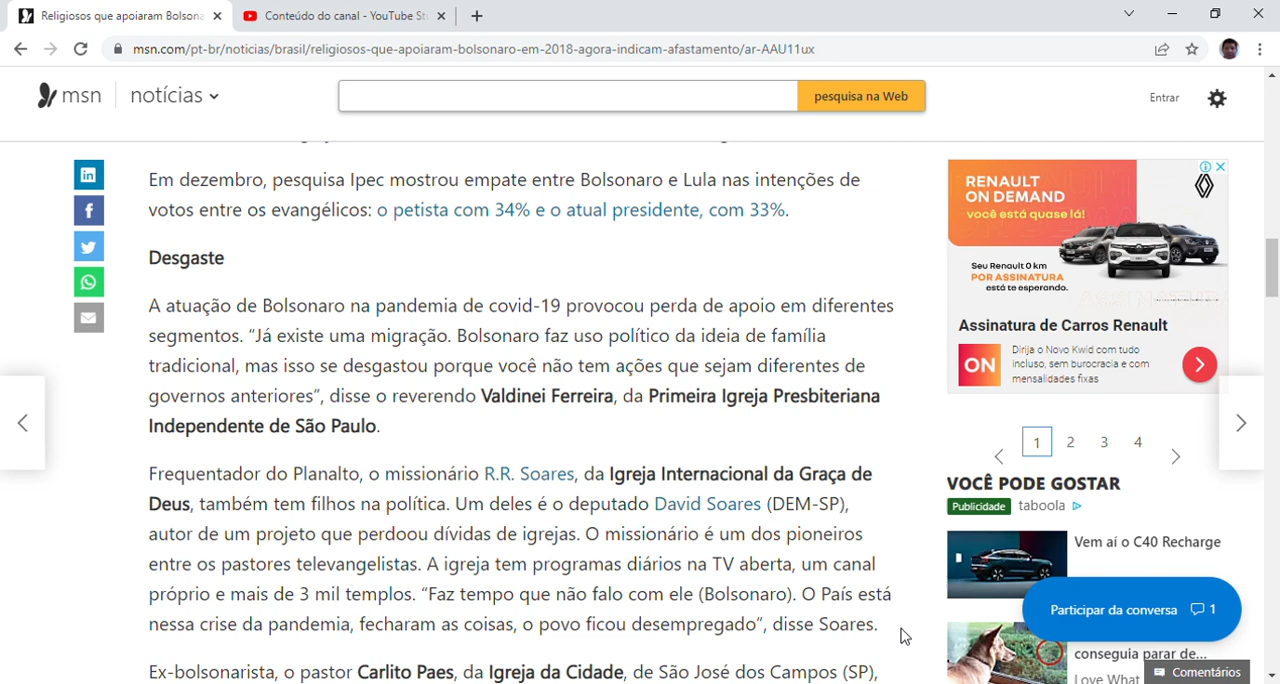 Religiosos que apoiaram Bolsona
Conteúdo do canal - YouTube Stu
msn.com/pt-br/noticias/brasil/religiosos-que-apoiaram-bolsonaro-em-2018-agora-indicam-afastamento/ar-AAU11ux
msn
notícias
pesquisa na Web
Entrar
Em dezembro, pesquisa Ipec mostrou empate entre Bolsonaro e Lula nas intenções de
votos entre os evangélicos: o petista com 34% e o atual presidente, com 33%.
Desgaste
A atuação de Bolsonaro na pandemia de covid-19 provocou perda de apoio em diferentes
segmentos. “Já existe uma migração. Bolsonaro faz uso político da ideia de família
tradicional, mas isso se desgastou porque você não tem ações que sejam diferentes de
governos anteriores”, disse o reverendo Valdinei Ferreira, da Primeira Igreja Presbiteriana
Independente de São Paulo.
Frequentador do Planalto, o missionário R.R. Soares, da Igreja Internacional da Graça de
Deus, também tem filhos na política. Um deles é o deputado David Soares (DEM-SP),
autor de um projeto que perdoou dívidas de igrejas. O missionário é um dos pioneiros
entre os pastores televangelistas. A igreja tem programas diários na TV aberta, um canal
próprio e mais de 3 mil templos. “Faz tempo que não falo com ele (Bolsonaro). O País está
nessa crise da pandemia, fecharam as coisas, o povo ficou desempregado”, disse Soares.
Ex-bolsonarista, o pastor Carlito Paes, da Igreja da Cidade, de São José dos Campos (SP),
RENAULT
ON DEMAND
você está quase lá!
Seu Renault 0 km
POR ASSINATURA
está te esperando.
Assinatura de Carros Renault
ON
Dirija o Novo Kwid com tudo
incluso, sem burocracia e com
mensalidades fixas
1 2 3 4
VOCÊ PODE GOSTAR
Publicidade taboola
Vem aí o C40 Recharge
Participar da conversa 1
conseguia parar de...
Love What
Comentários